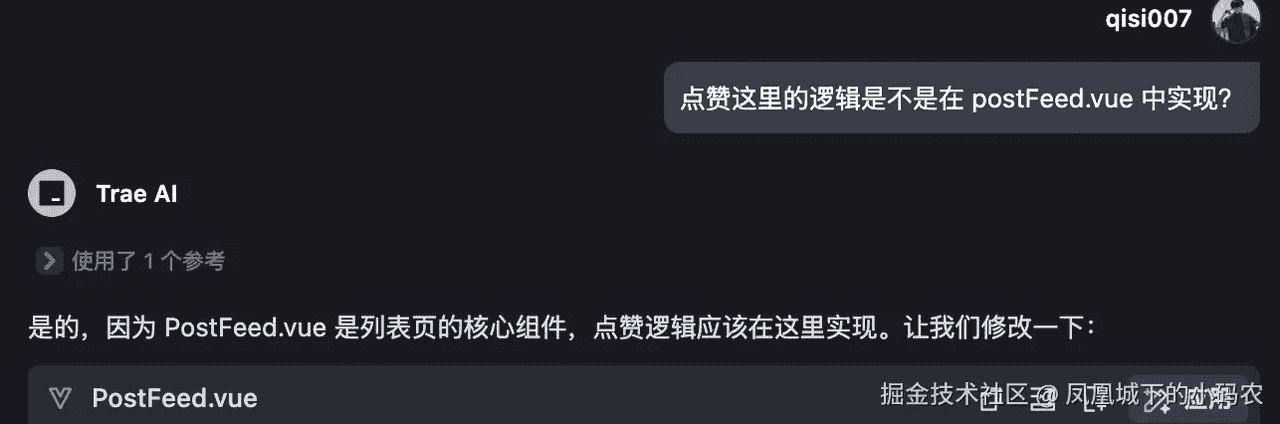 qisi007
点赞这里的逻辑是不是在 postFeed.vue 中实现？
Trae AI
使用了 1 个参考
是的，因为 PostFeed.vue 是列表页的核心组件，点赞逻辑应该在这里实现。让我们修改一下：
PostFeed.vue
应用
掘金技术社区 @ 凤凰城下的小码农